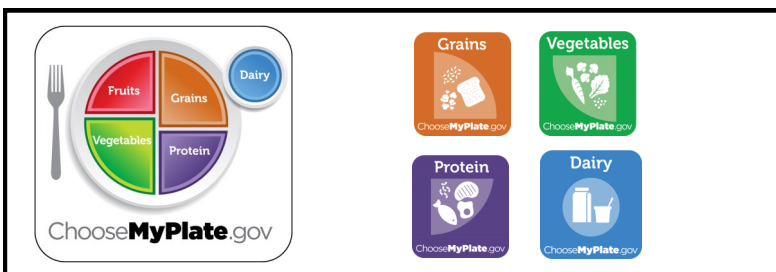 Fruits
Grains
Dairy
Vegetables
Protein
ChooseMyPlate.gov
Grains
ChooseMyPlate.gov
Vegetables
ChooseMyPlate.gov
Protein
ChooseMyPlate.gov
Dairy
ChooseMyPlate.gov